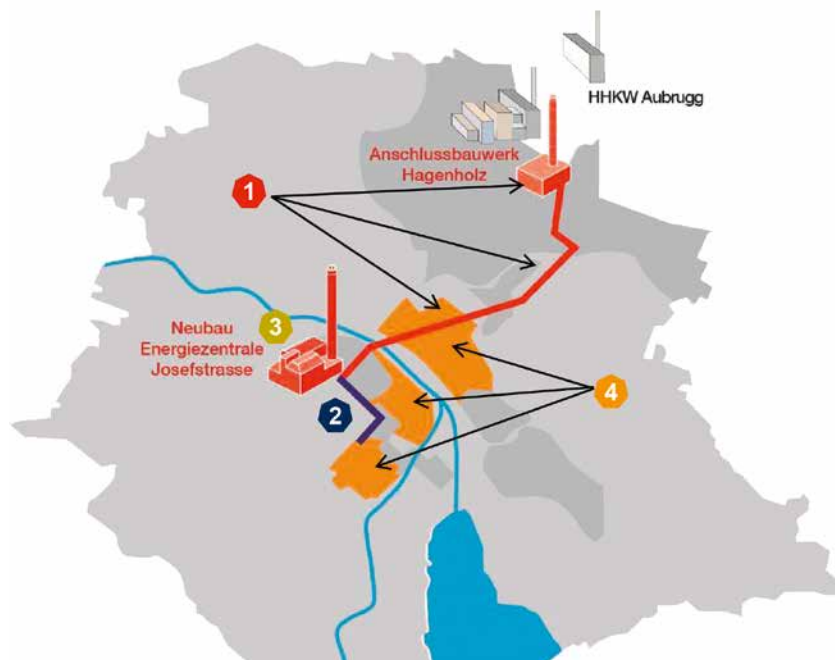 HHKW Aubrugg
Anschlussbauwerk
Hagenholz
1
3
Neubau
Energiezentrale
Josefstrasse
4
2